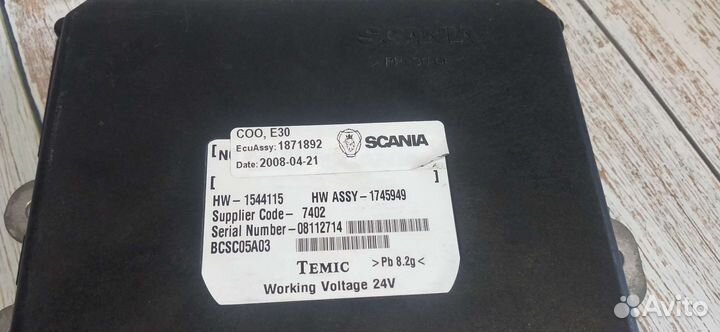 SCANIA
COO, E30
EcuAssy: 1871892
Date: 2008-04-21
SCANIA
[
[ ]
HW-1544115 HW ASSY-1745949
Supplier Code- 7402
Serial Number-08112714
BCSC05A03
TEMIC >Pb 8.2g<
Working Voltage 24V
Avito